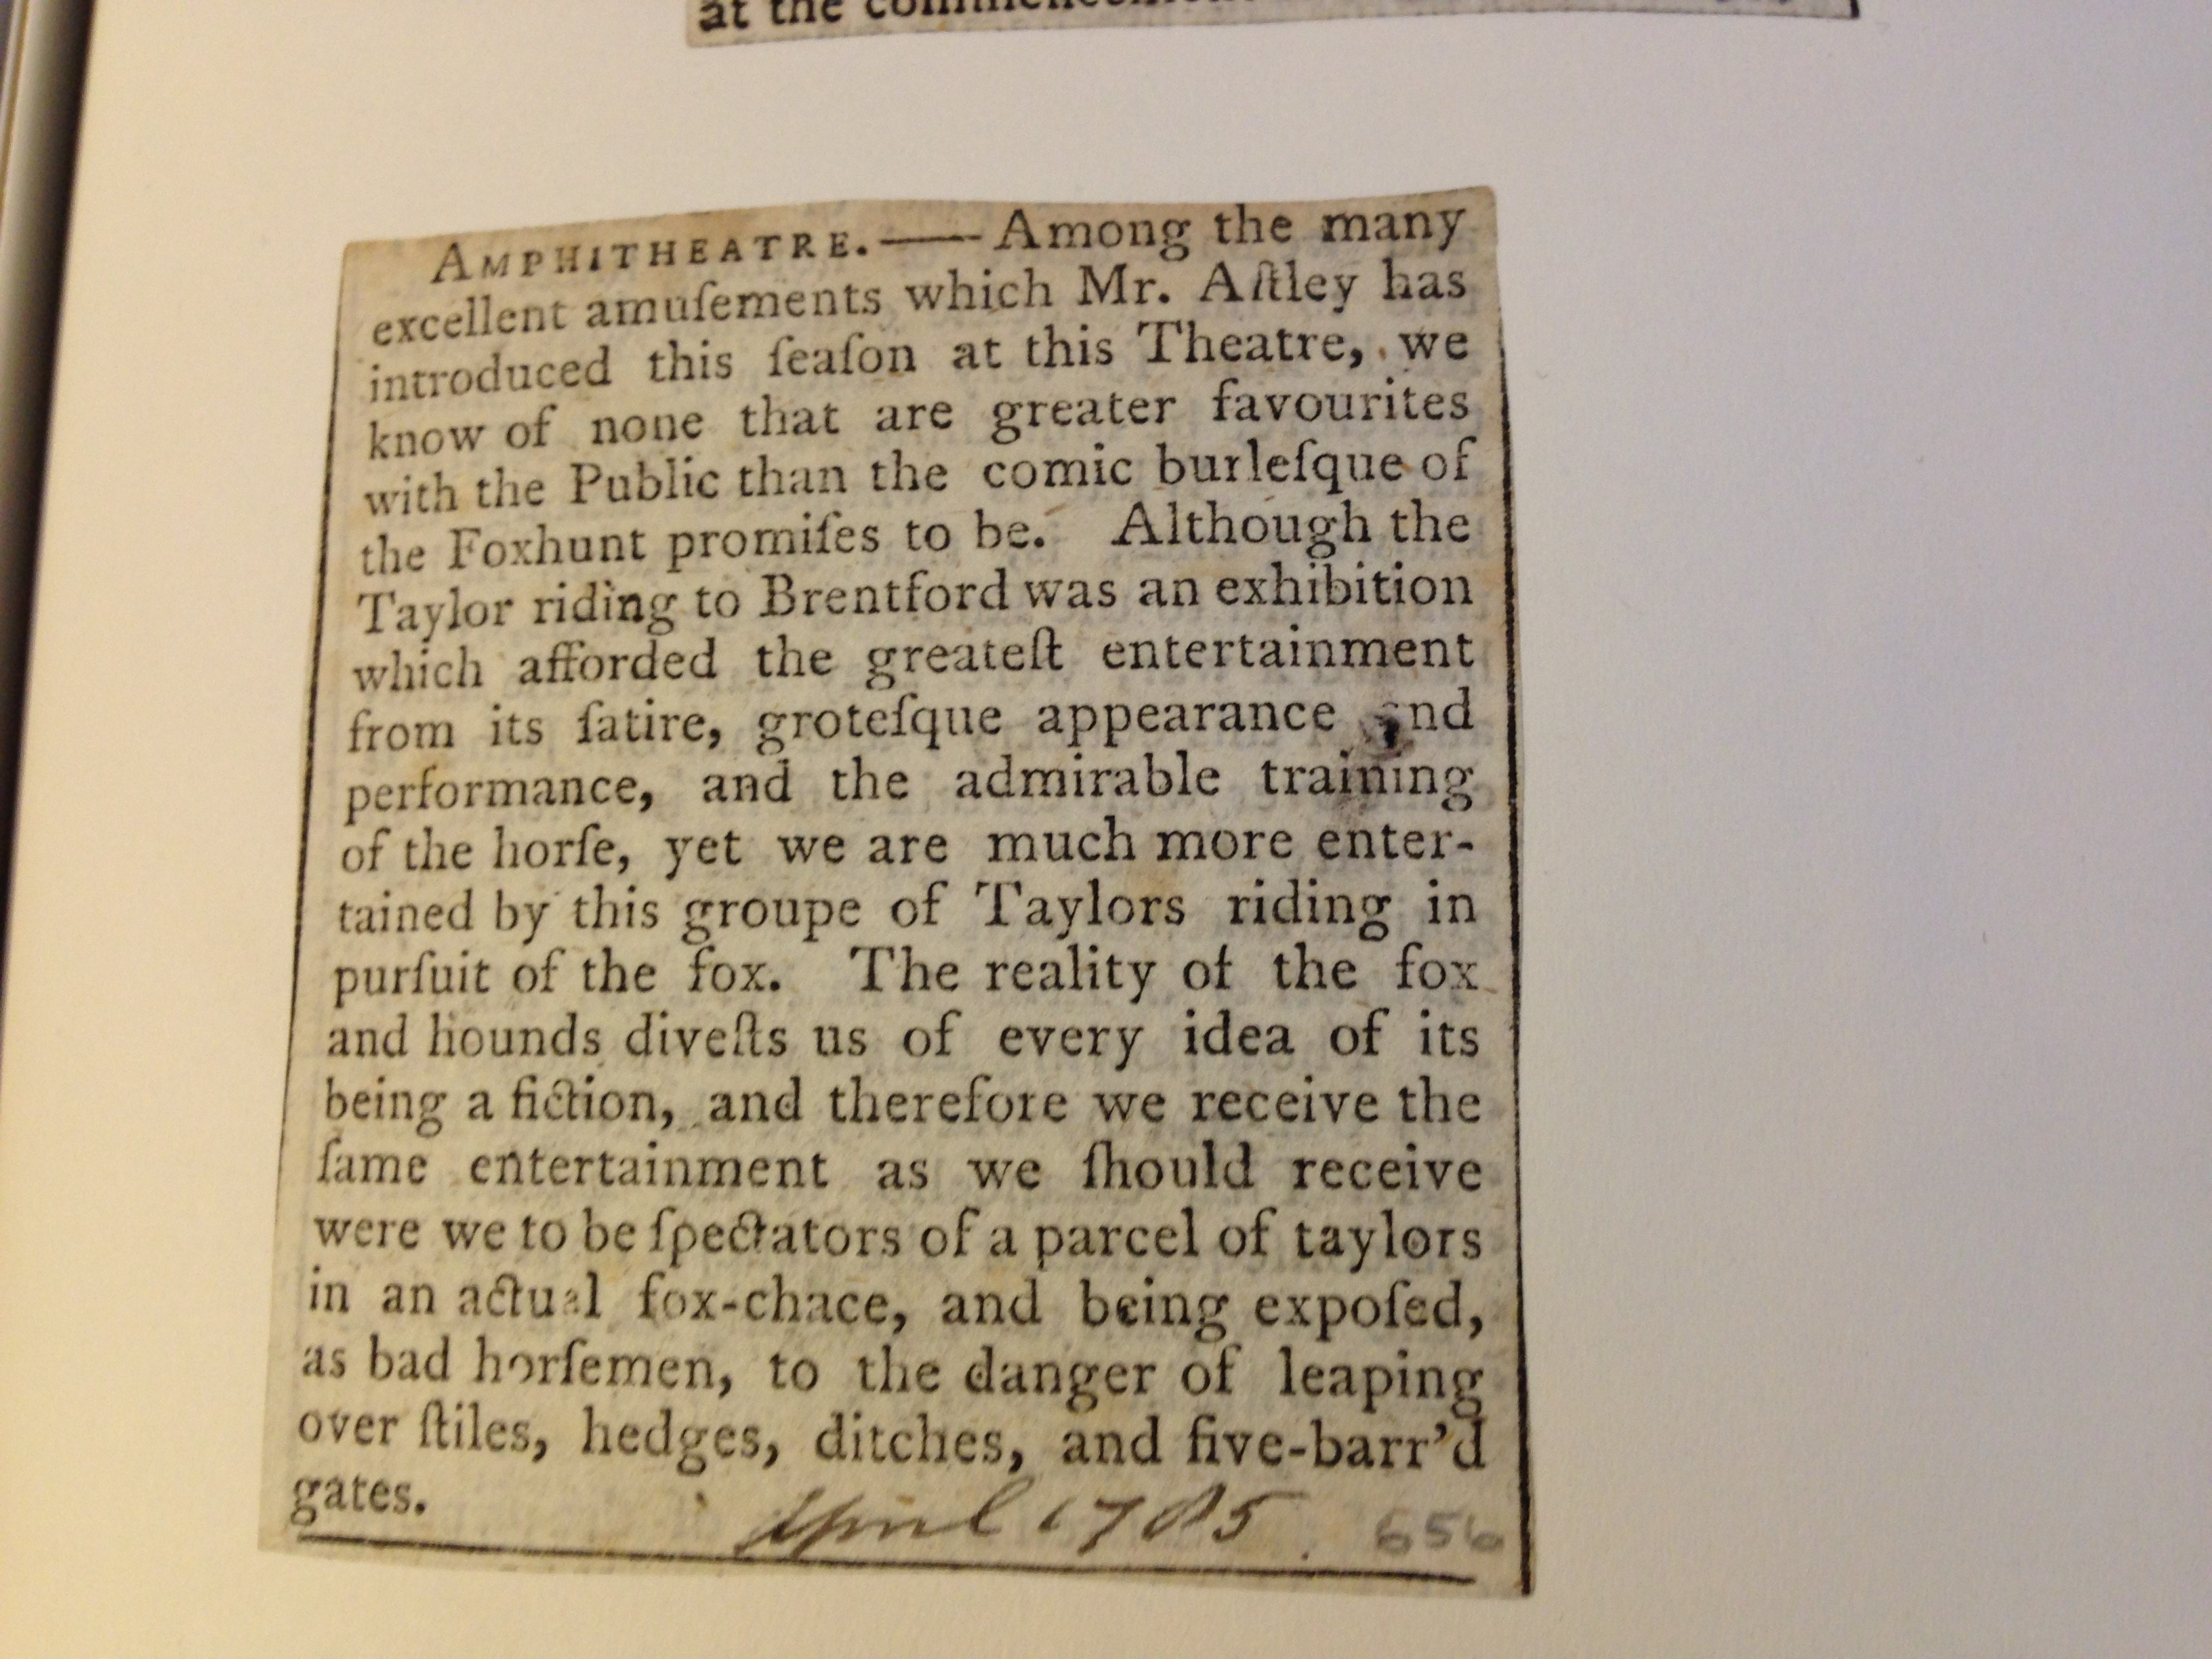 at the
AMPHITHEATRE.——Among the many
excellent amuſements which Mr. Aſtley has
introduced this ſeaſon at this Theatre, we
know of none that are greater favourites
with the Public than the comic burleſque of
the Foxhunt promiſes to be. Although the
Taylor riding to Brentford was an exhibition
which afforded the greateſt entertainment
from its ſatire, groteſque appearance and
performance, and the admirable training
of the horſe, yet we are much more enter-
tained by this groupe of Taylors riding in
purſuit of the fox. The reality of the fox
and hounds diveſts us of every idea of its
being a fiction, and therefore we receive the
ſame entertainment as we ſhould receive
were we to be ſpectators of a parcel of taylors
in an actual fox-chace, and being expoſed,
as bad horſemen, to the danger of leaping
over ſtiles, hedges, ditches, and five-barr'd
gates.
April 1785. 656